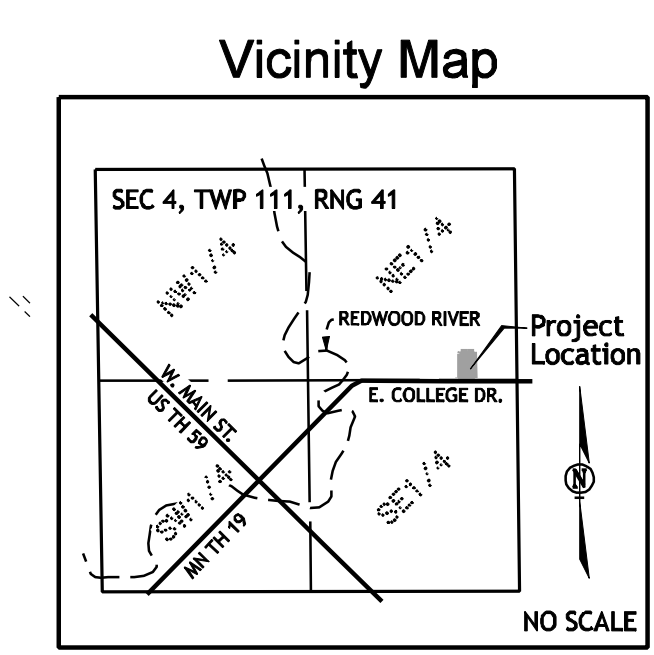 Vicinity Map
SEC 4, TWP 111, RNG 41
NW1/4
NE1/4
REDWOOD RIVER
Project
Location
W. MAIN ST.
US TH 59
E. COLLEGE DR.
N
SW1/4
SE1/4
MN TH 19
NO SCALE